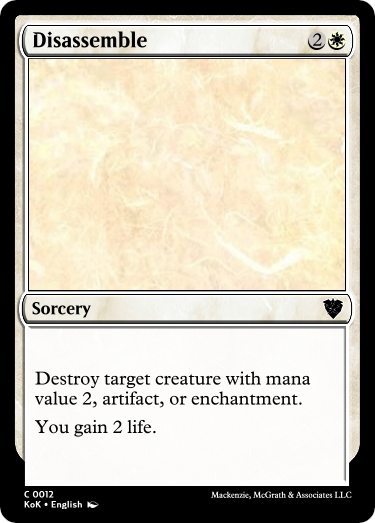 Disassemble 2
Sorcery
Destroy target creature with mana
value 2, artifact, or enchantment.
You gain 2 life.
C 0012
KoK • English
Mackenzie, McGrath & Associates LLC